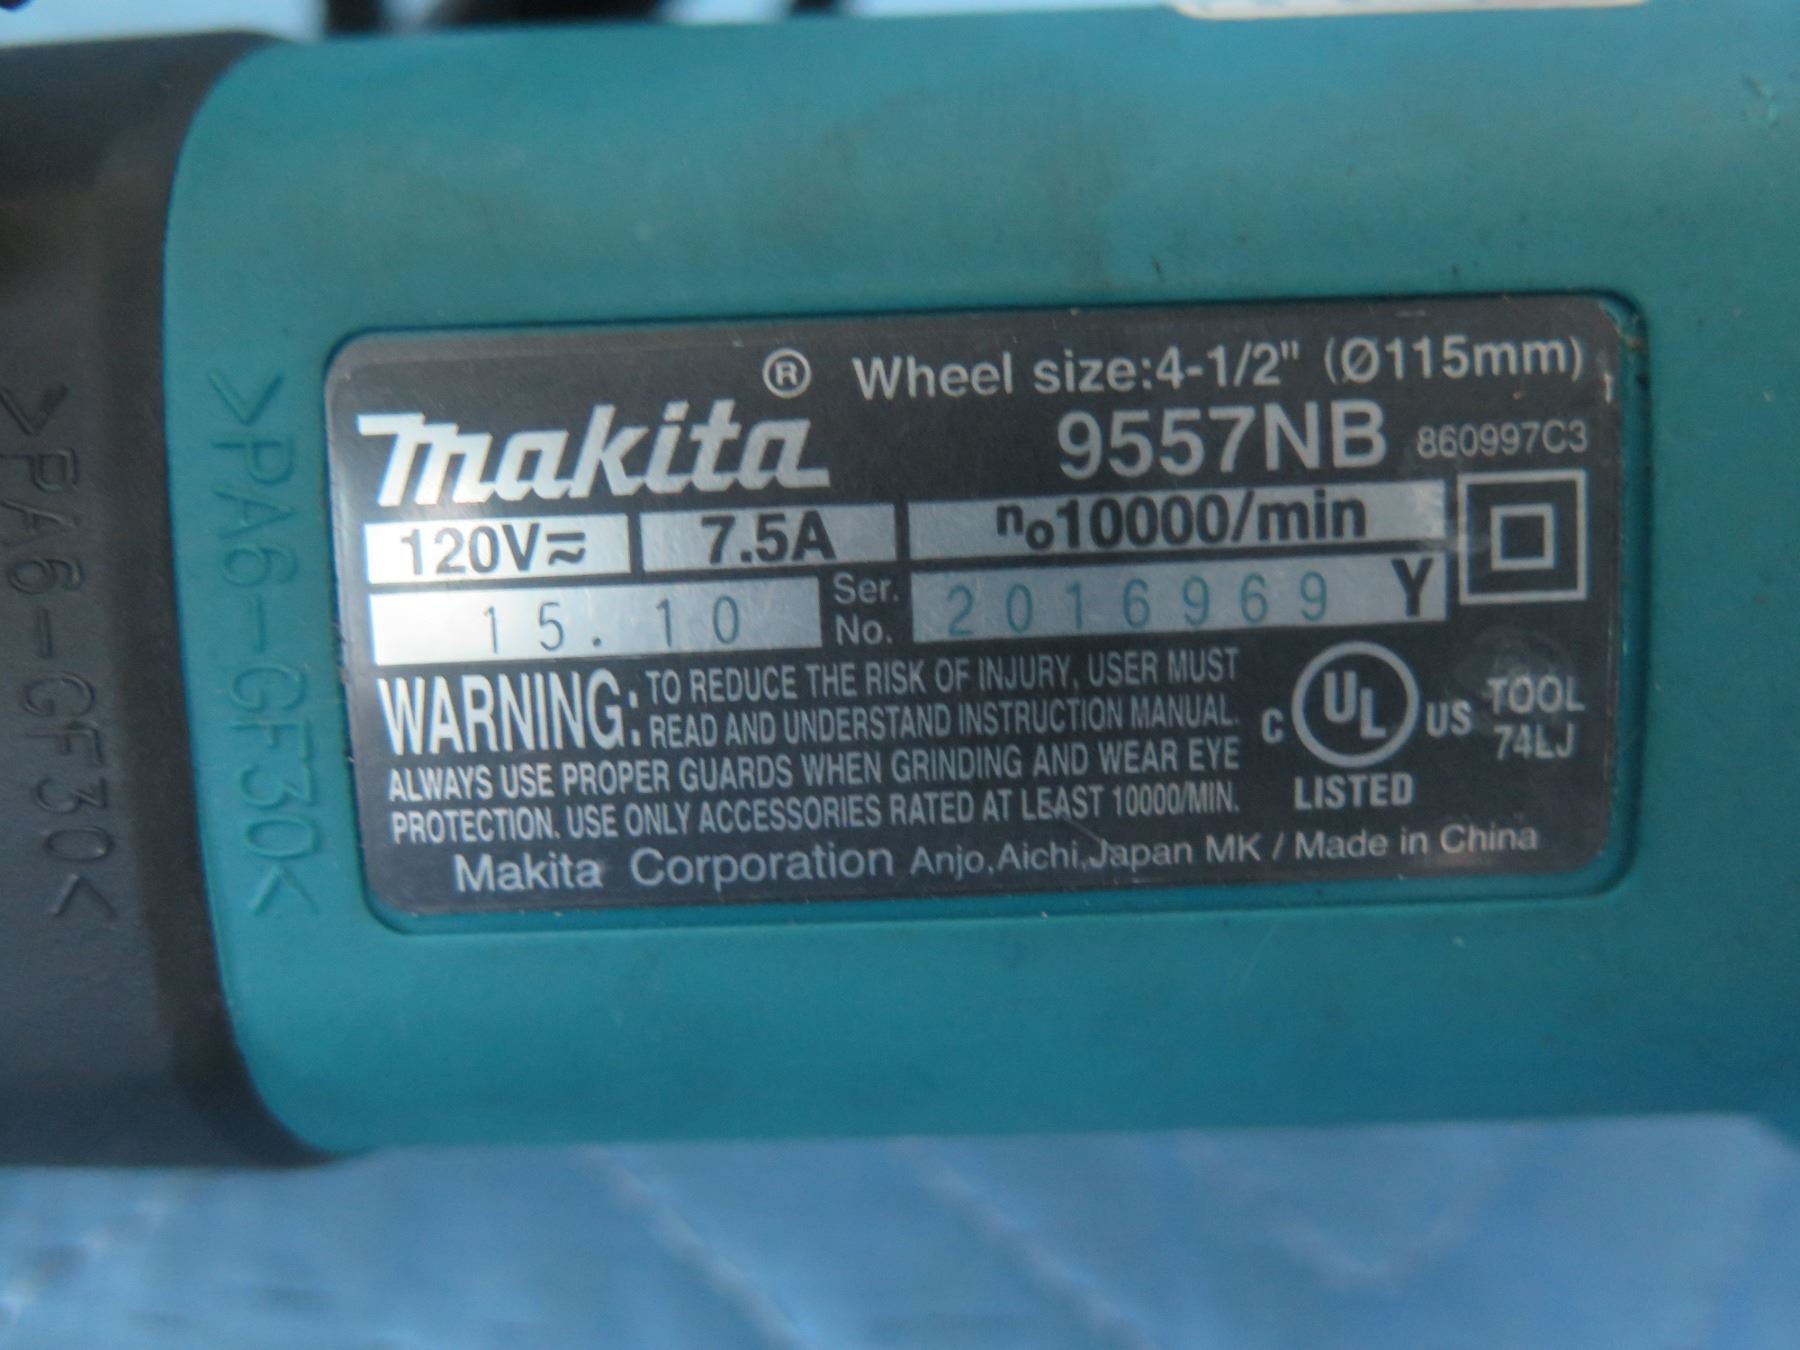 ® Wheel size:4-1/2" (Ø115mm)
makita 9557NB 860997C3
120V⎓~ 7.5A n₀10000/min
15.10 Ser. No. 2016969 Y
WARNING: TO REDUCE THE RISK OF INJURY, USER MUST
READ AND UNDERSTAND INSTRUCTION MANUAL.
ALWAYS USE PROPER GUARDS WHEN GRINDING AND WEAR EYE
PROTECTION. USE ONLY ACCESSORIES RATED AT LEAST 10000/MIN.
C UL US TOOL
74LJ
LISTED
Makita Corporation Anjo,Aichi,Japan MK / Made in China
>PA6-GF30<
>PA6-GF30<